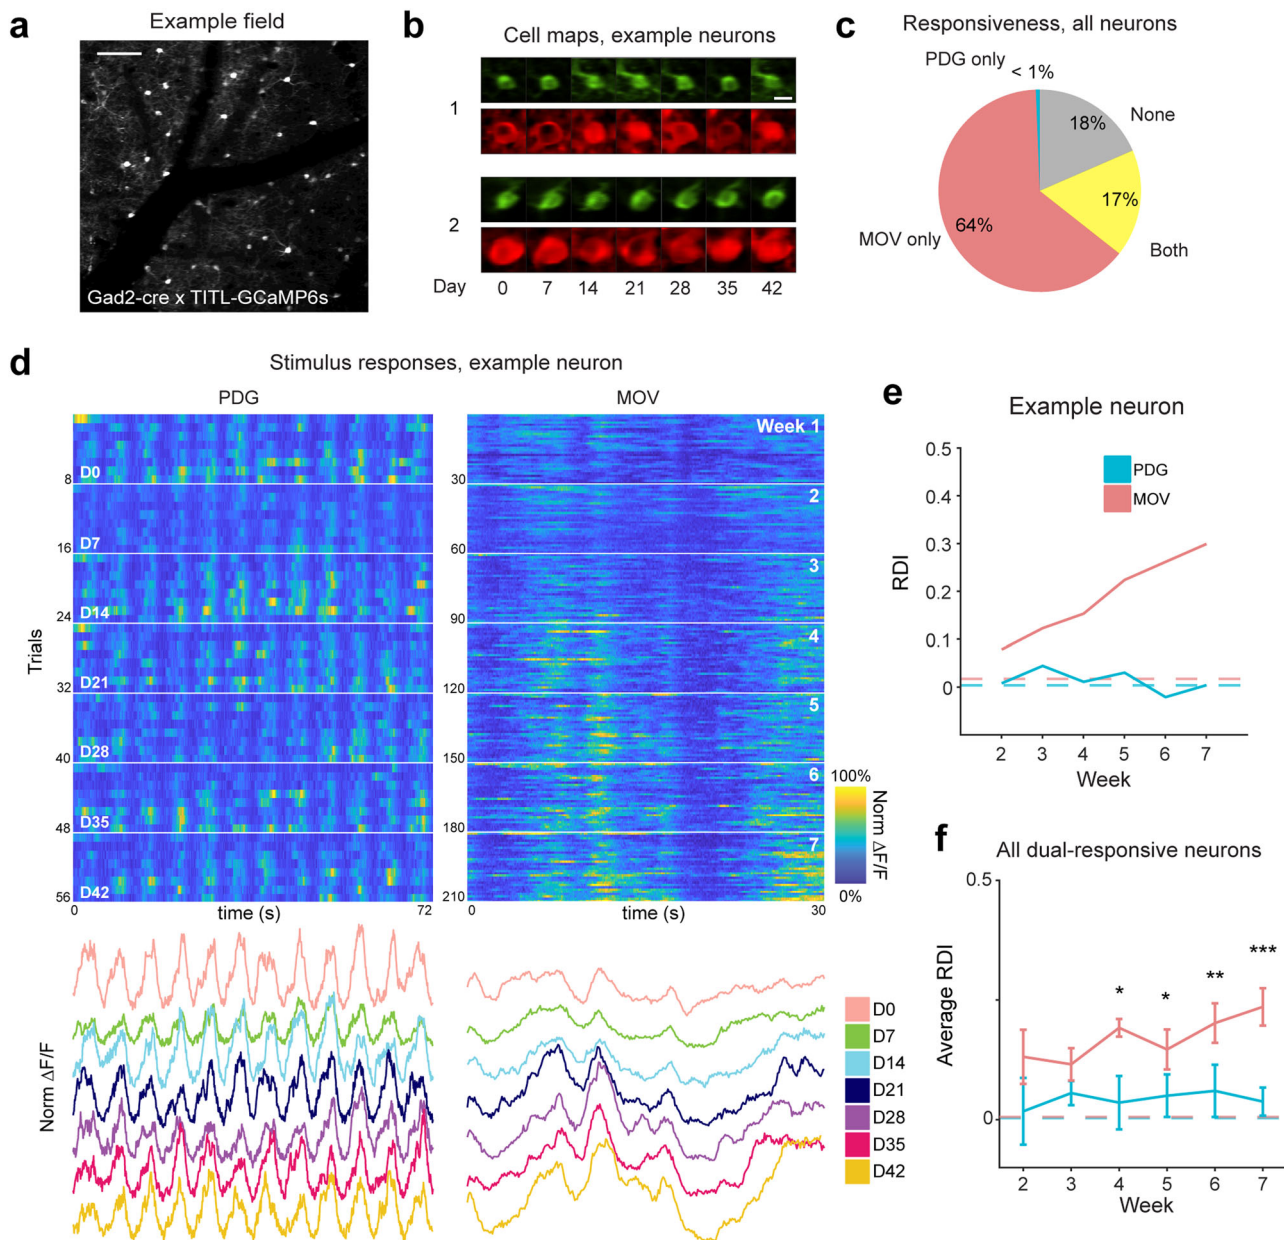 a
Example field
Gad2-cre x TITL-GCaMP6s
b
Cell maps, example neurons
1
2
Day 0 7 14 21 28 35 42
c
Responsiveness, all neurons
PDG only
< 1%
None
18%
17%
64%
MOV only
Both
d
Stimulus responses, example neuron
PDG
MOV
Trials
D0
8
D7
16
D14
24
D21
32
D28
40
D35
48
D42
56
0 time (s) 72
Week 1
30
2
60
3
90
4
120
5
150
6
180
7
210
0 time (s) 30
100%
Norm ΔF/F
0%
Norm ΔF/F
D0
D7
D14
D21
D28
D35
D42
e
Example neuron
0.5
0.4
0.3
0.2
0.1
0
RDI
PDG
MOV
2 3 4 5 6 7
Week
f
All dual-responsive neurons
0.5
0
Average RDI
* * ** ***
2 3 4 5 6 7
Week